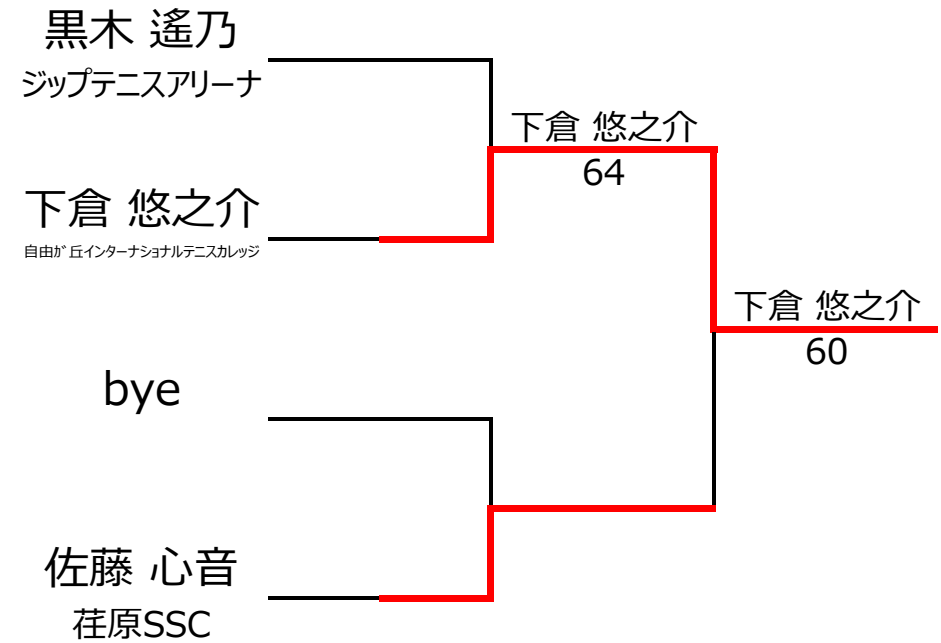 黒木 遙乃
ジップテニスアリーナ
下倉 悠之介
64
下倉 悠之介
自由が丘インターナショナルテニスカレッジ
下倉 悠之介
60
bye
佐藤 心音
荏原SSC